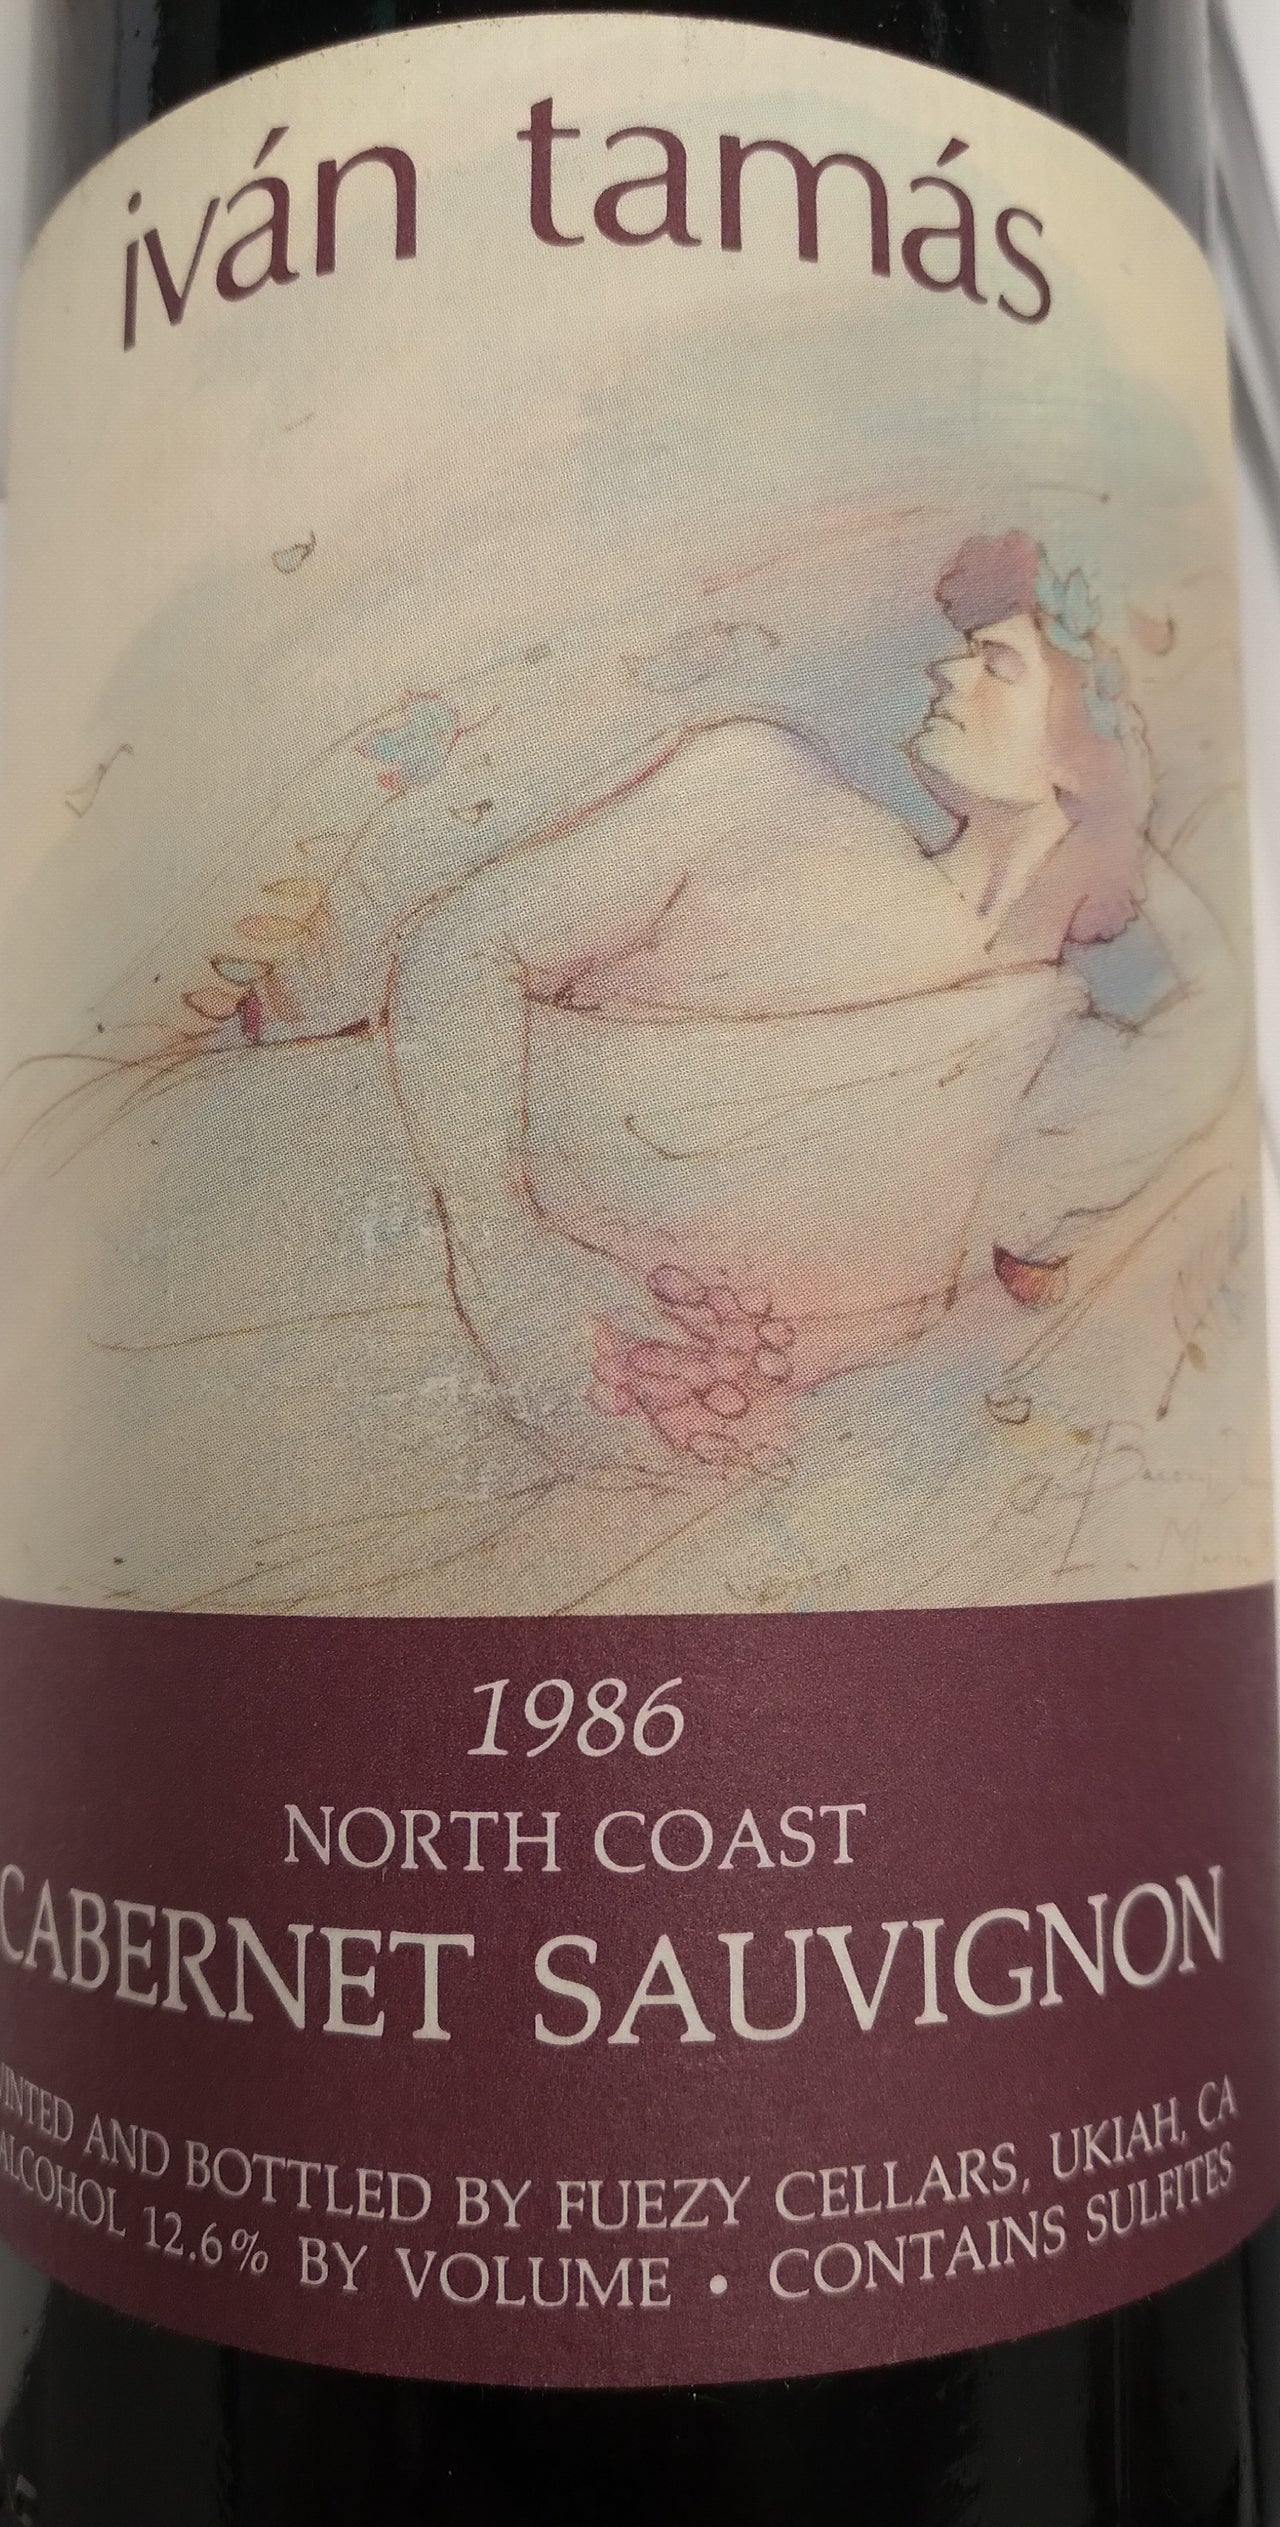 iván tamás
1986
NORTH COAST
CABERNET SAUVIGNON
AND BOTTLED BY FUEZY CELLARS, UKIAH, CA
ALCOHOL 12.6% BY VOLUME • CONTAINS SULFITES